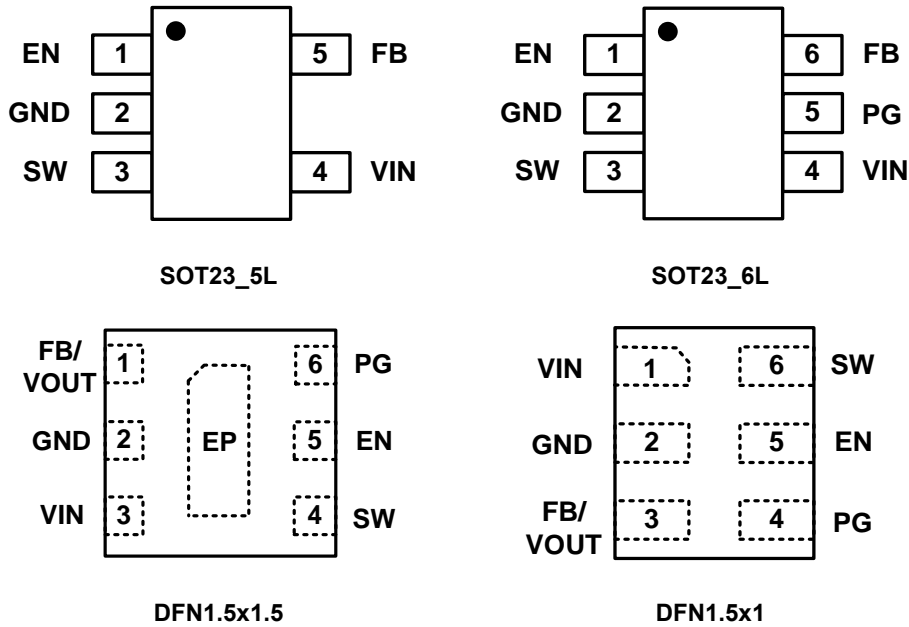 EN 1 5 FB
GND 2
SW 3 4 VIN
SOT23_5L
EN 1 6 FB
GND 2 5 PG
SW 3 4 VIN
SOT23_6L
FB/
VOUT 1 6 PG
GND 2 EP 5 EN
VIN 3 4 SW
DFN1.5x1.5
VIN 1 6 SW
GND 2 5 EN
FB/
VOUT 3 4 PG
DFN1.5x1